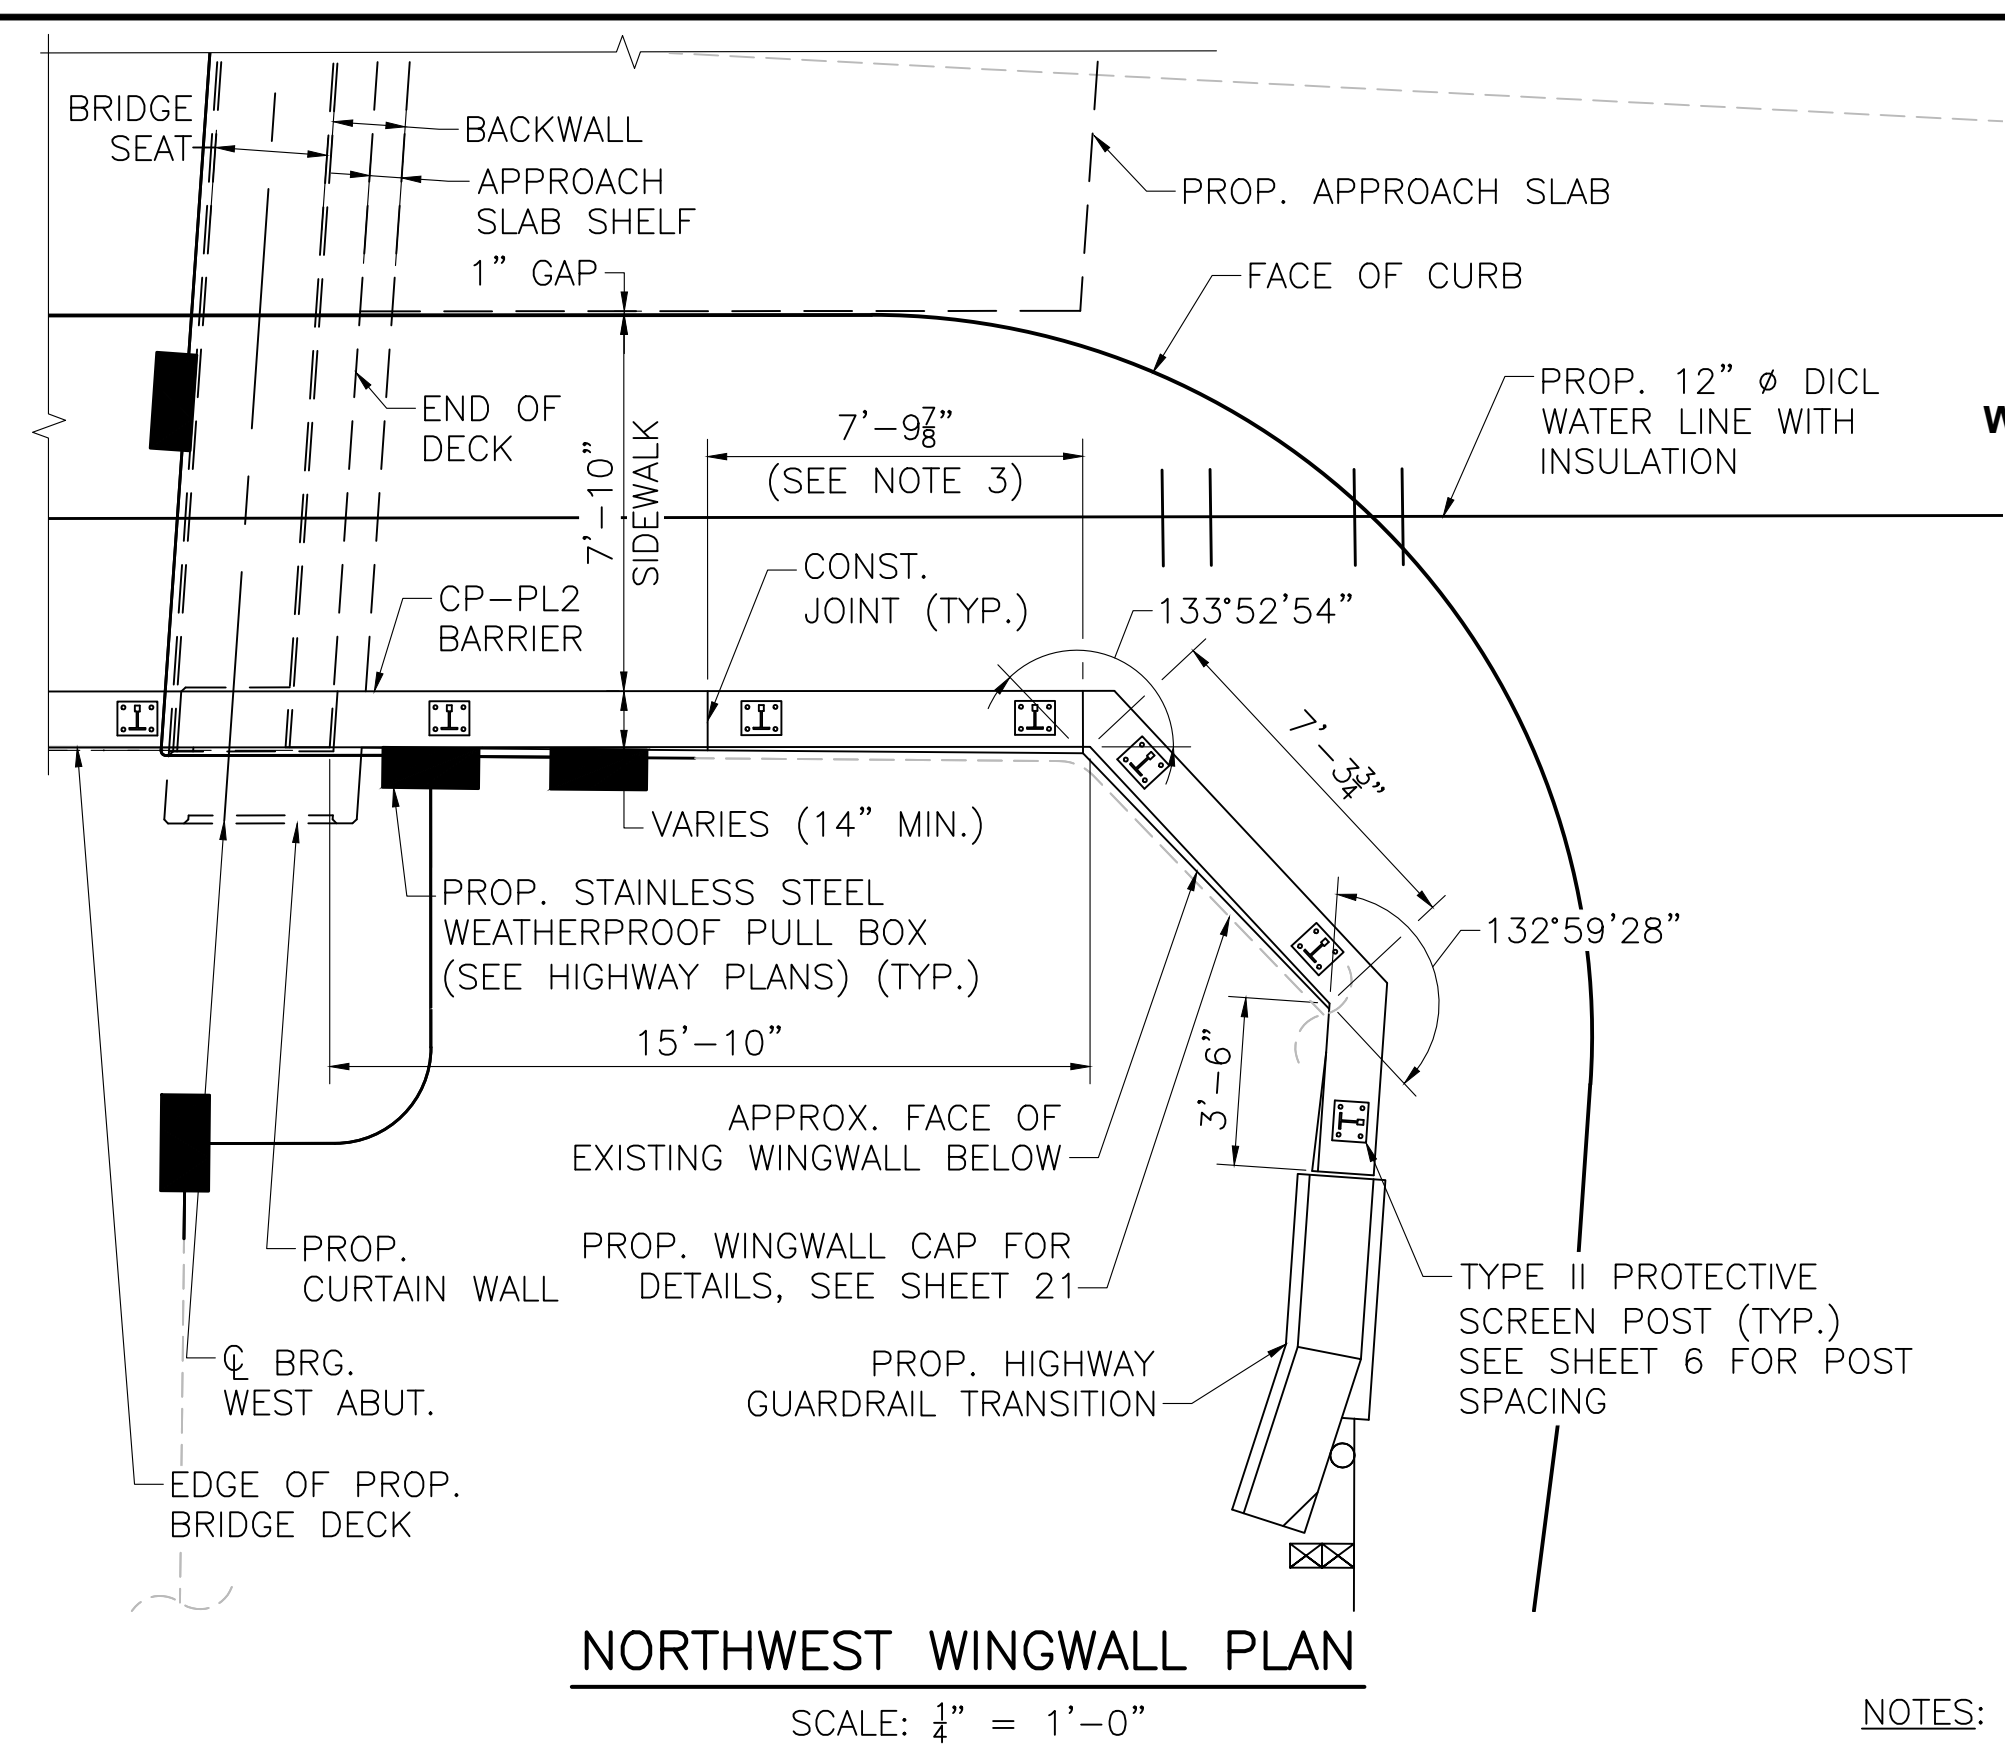 BRIDGE
SEAT
BACKWALL
APPROACH
SLAB SHELF
1” GAP
PROP. APPROACH SLAB
FACE OF CURB
END OF
DECK
7’-10”
SIDEWALK
7’-9⅞”
(SEE NOTE 3)
PROP. 12” ø DICL
WATER LINE WITH
INSULATION
W
CP-PL2
BARRIER
CONST.
JOINT (TYP.)
133°52’54”
7’-3¾”
VARIES (14” MIN.)
PROP. STAINLESS STEEL
WEATHERPROOF PULL BOX
(SEE HIGHWAY PLANS) (TYP.)
132°59’28”
15’-10”
3’-6”
APPROX. FACE OF
EXISTING WINGWALL BELOW
PROP.
CURTAIN WALL
PROP. WINGWALL CAP FOR
DETAILS, SEE SHEET 21
TYPE II PROTECTIVE
SCREEN POST (TYP.)
SEE SHEET 6 FOR POST
SPACING
℄ BRG.
WEST ABUT.
PROP. HIGHWAY
GUARDRAIL TRANSITION
EDGE OF PROP.
BRIDGE DECK
NORTHWEST WINGWALL PLAN
SCALE: ¼” = 1’-0”
NOTES: